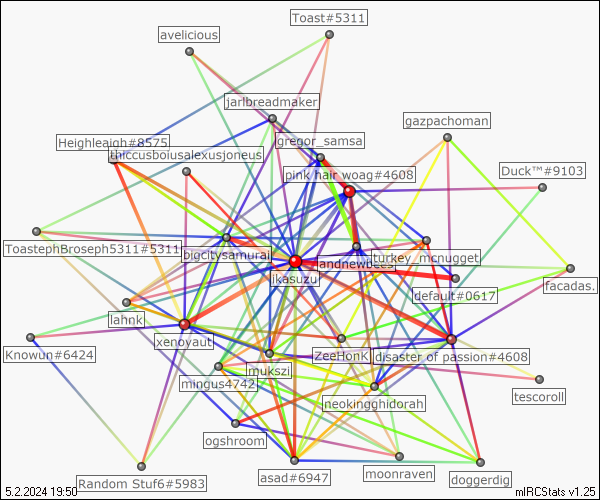 Toast#5311
avelicious
jarlbreadmaker
gazpachoman
gregor_samsa
Heighleigh#8575
thiccusboiusalexusjoneus
pink hair woag#4608
Duck™#9103
ToastephBroseph5311#5311
bigcitysamurai
turkey_mcnugget
landnewbees
ikasuzu
default#0617
facadas.
lahnk
xenoyaut
Knowun#6424
ZeeHonK
disaster of passion#4608
mukszi
mingus4742
tescoroll
neokingghidorah
ogshroom
Random Stuf6#5983
asad#6947
moonraven
doggerdig
5.2.2024 19:50
mIRCStats v1.25